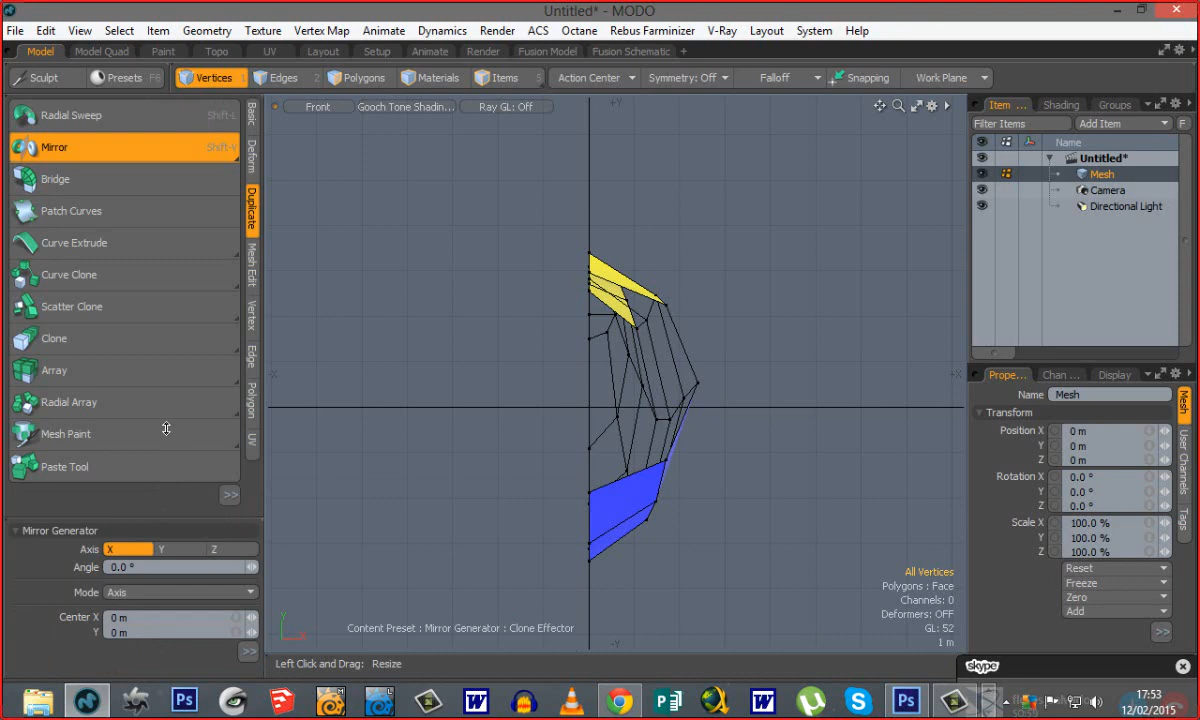 Untitled* - MODO
File Edit View Select Item Geometry Texture Vertex Map Animate Dynamics Render ACS Octane Rebus Farminizer V-Ray Layout System Help
Model Model Quad Paint Topo UV Layout Setup Animate Render Fusion Model Fusion Schematic +
Sculpt Presets F6 Vertices 1 Edges 2 Polygons Materials Items 5 Action Center Symmetry: Off Falloff Snapping Work Plane
Radial Sweep Shift-L
Mirror Shift-V
Bridge
Patch Curves
Curve Extrude
Curve Clone
Scatter Clone
Clone
Array
Radial Array
Mesh Paint
Paste Tool
>>
Basic
Deform
Duplicate
Mesh Edit
Vertex
Edge
Polygon
UV
Mirror Generator
Axis X Y Z
Angle 0.0 °
Mode Axis
Center X 0 m
Y 0 m
>>
Front Gooch Tone Shadin... Ray GL: Off
+Y
-X
+X
-Y
Y
X
Content Preset : Mirror Generator : Clone Effector
All Vertices
Polygons : Face
Channels: 0
Deformers: OFF
GL: 52
1 m
Left Click and Drag: Resize
Item ... Shading Groups
Filter Items Add Item F
Name
Untitled*
Mesh
Camera
Directional Light
Prope... Chan ... Display
Name Mesh
Transform
Position X 0 m
Y 0 m
Z 0 m
Rotation X 0.0 °
Y 0.0 °
Z 0.0 °
Scale X 100.0 %
Y 100.0 %
Z 100.0 %
Reset
Freeze
Zero
Add
>>
Mesh
User Channels
Tags
skype
17:53
12/02/2015